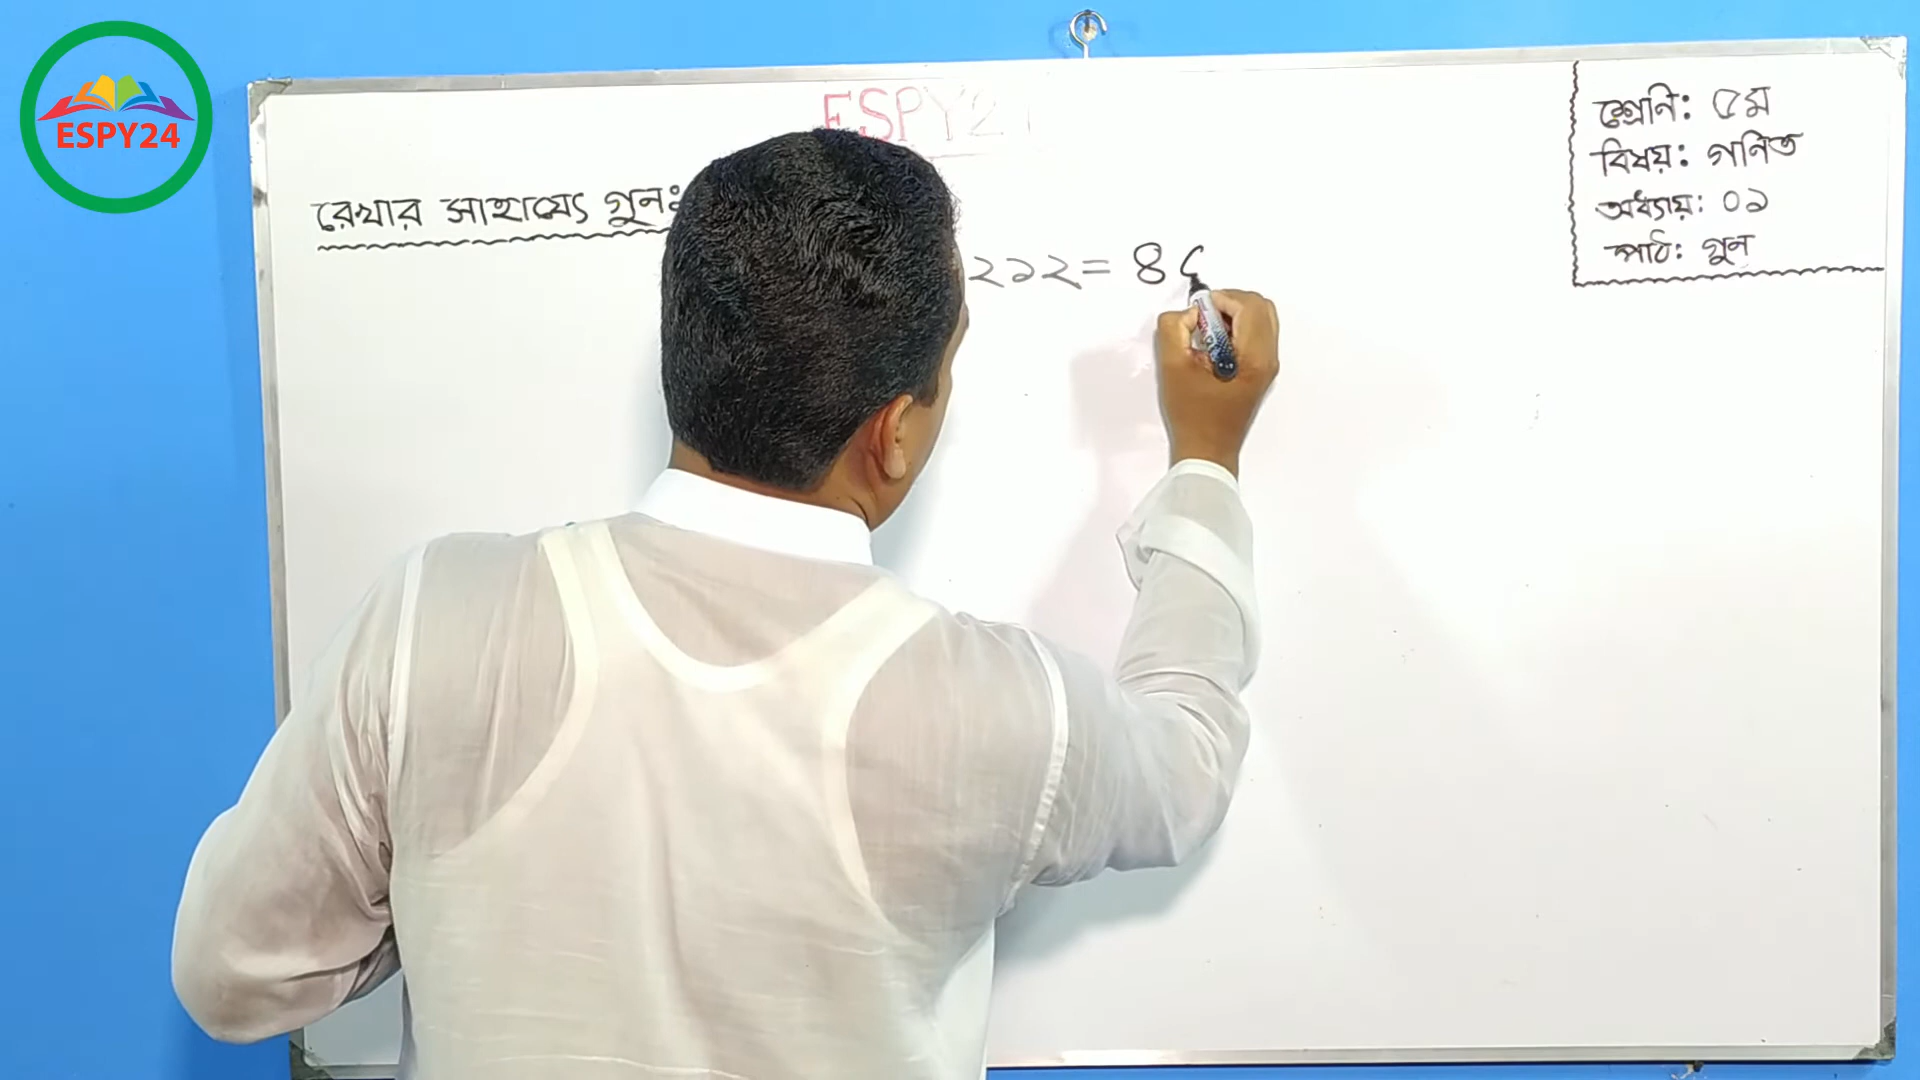 ESPY24
ESPY2
শ্রেনি: ৫ম
বিষয়: গনিত
অধ্যায়: ০১
পাঠ: গুন
রেখার সাহায্যে গুন:
২১২= ৪